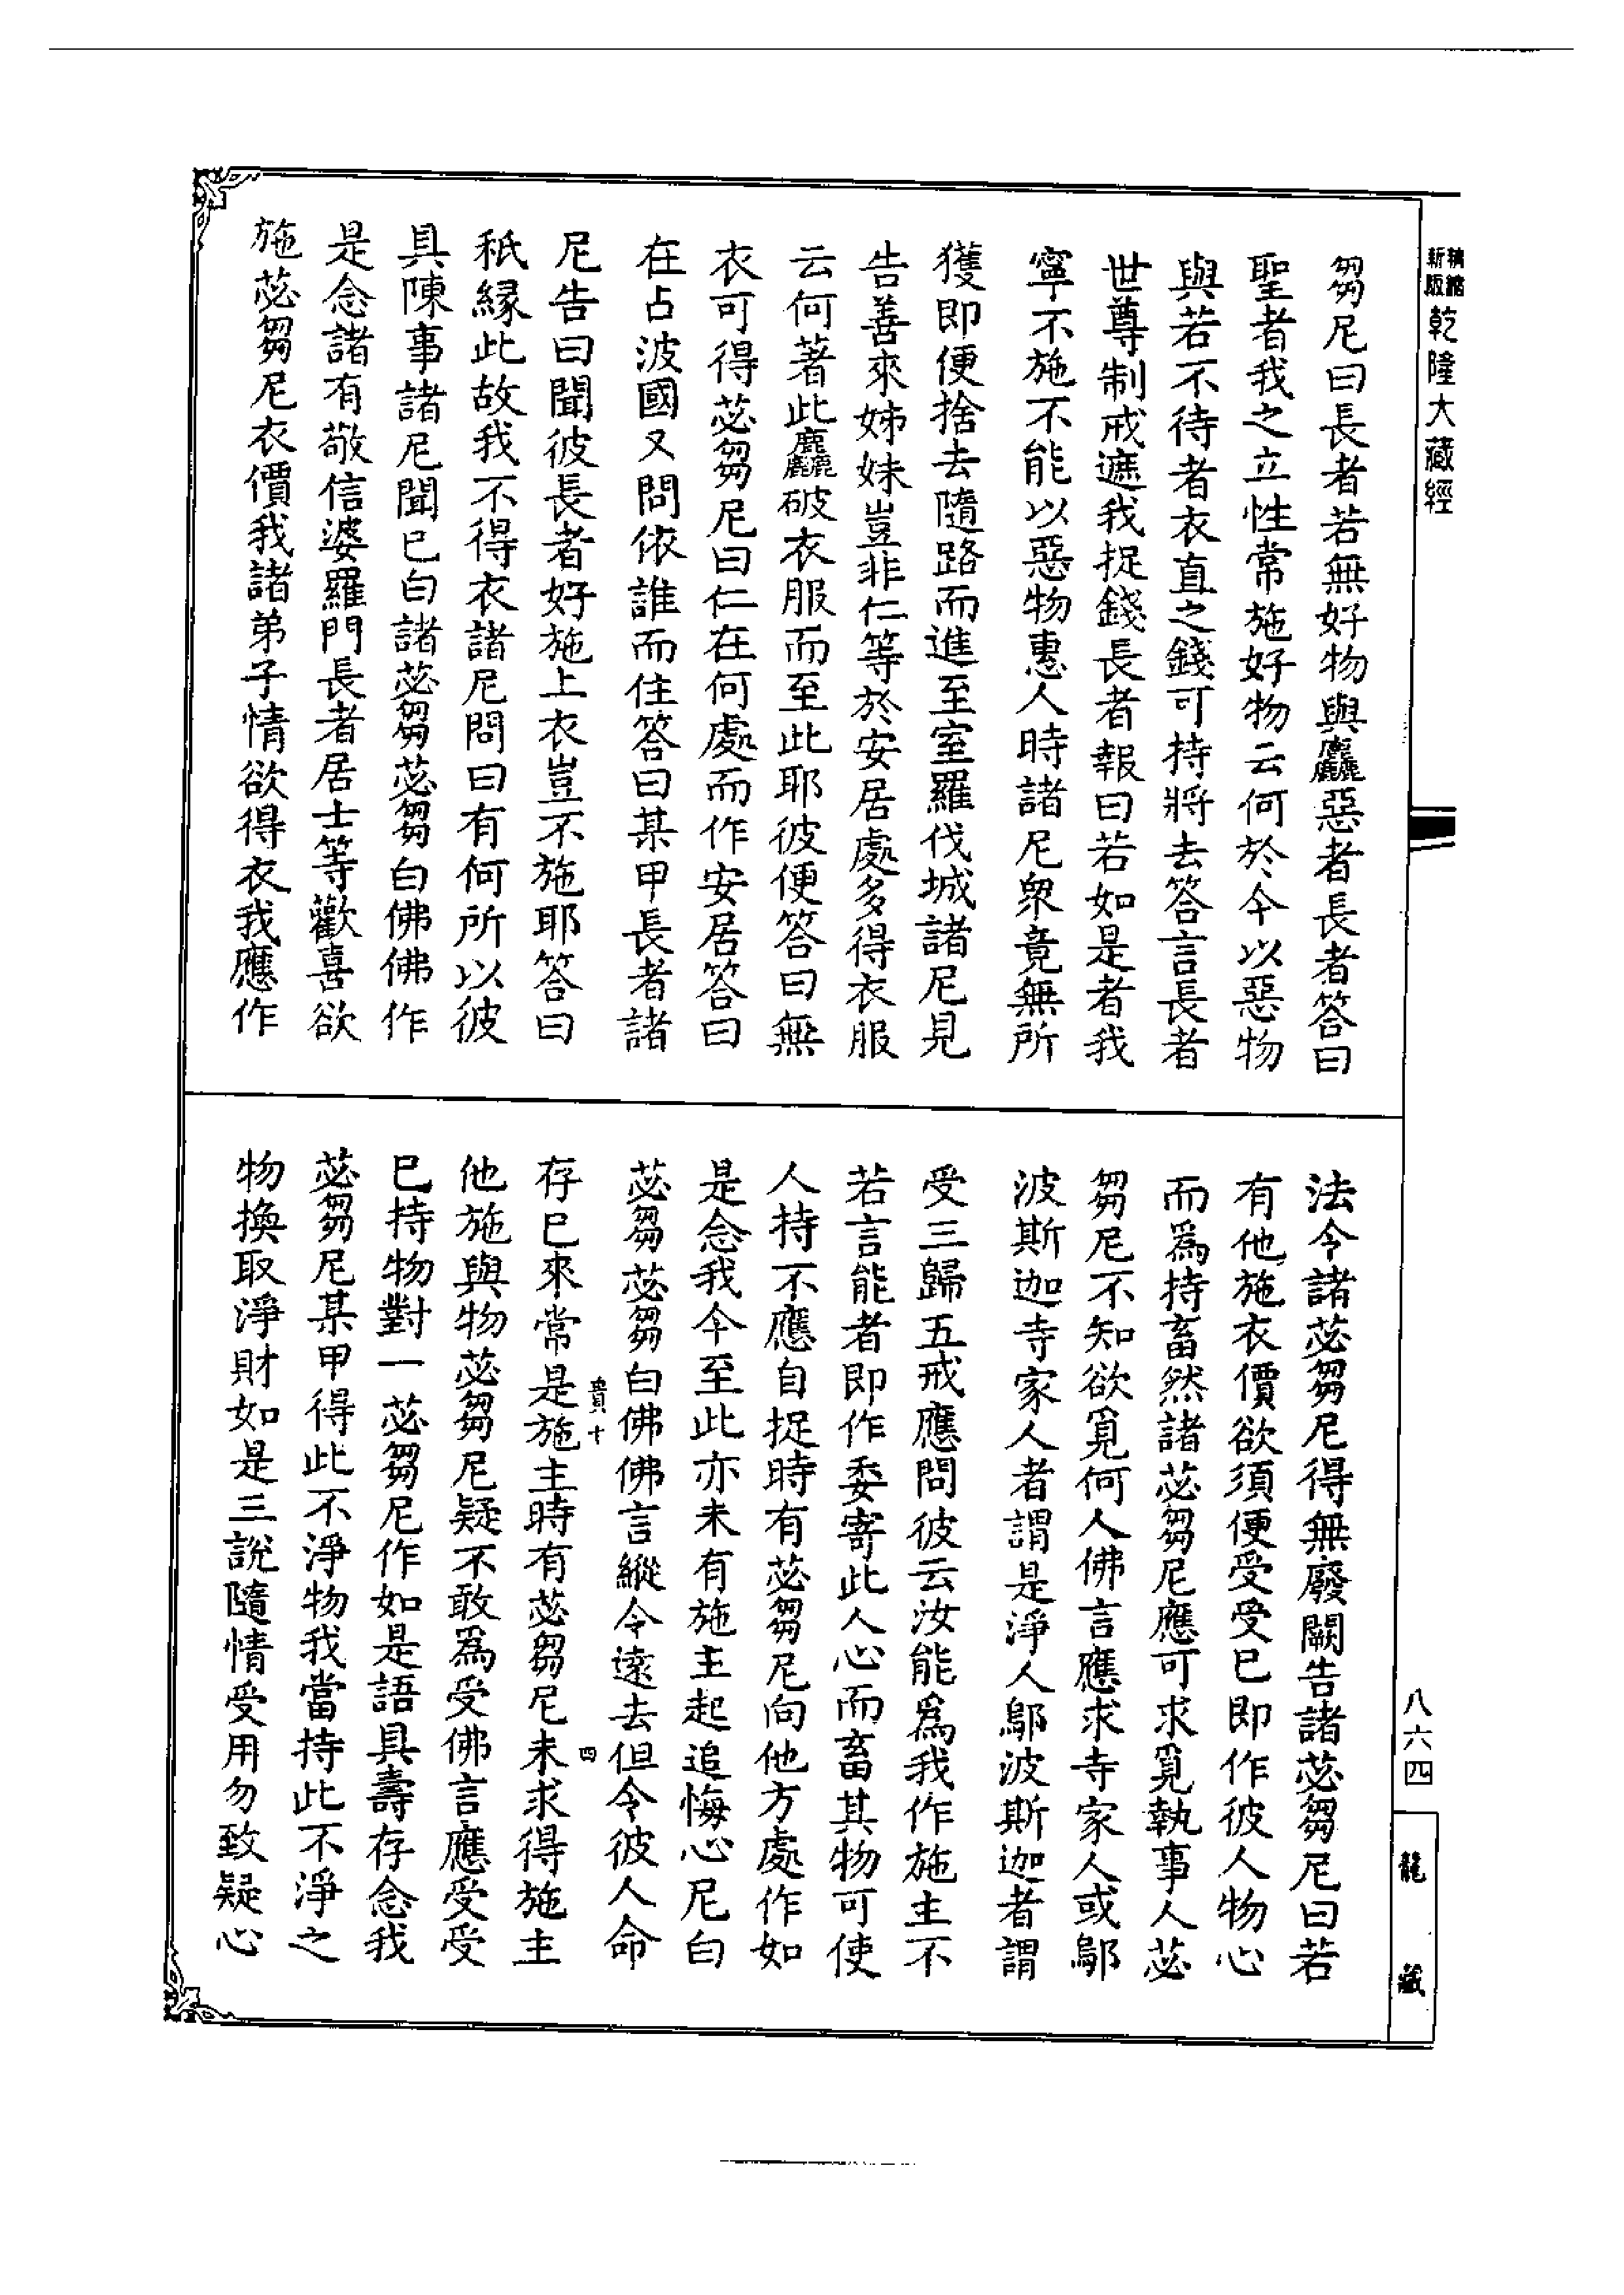 精縮
新版
乾隆大藏經
芻尼曰長者若無好物與麤惡者長者答曰
聖者我之立性常施好物云何於今以惡物
與若不待者衣直之錢可持將去答言長者
世尊制戒遮我捉錢長者報曰若如是者我
寧不施不能以惡物惠人時諸尼衆竟無所
獲即便捨去隨路而進至室羅伐城諸尼見
告善來姊妹豈非仁等於安居處多得衣服
云何著此麤破衣服而至此耶彼便答曰無
衣可得苾芻尼曰仁在何處而作安居答曰
在占波國又問依誰而住答曰某甲長者諸
尼告曰聞彼長者好施上衣豈不施耶答曰
秖緣此故我不得衣諸尼問曰有何所以彼
具陳事諸尼聞已白諸苾芻苾芻白佛佛作
是念諸有敬信婆羅門長者居士等歡喜欲
施苾芻尼衣價我諸弟子情欲得衣我應作
法令諸苾芻尼得無廢闕告諸苾芻尼曰若
有他施衣價欲須便受受已即作彼人物心
而爲持畜然諸苾芻尼應可求覓執事人苾
芻尼不知欲覓何人佛言應求寺家人或鄔
波斯迦寺家人者謂是淨人鄔波斯迦者謂
受三歸五戒應問彼云汝能爲我作施主不
若言能者即作委寄此人心而畜其物可使
人持不應自捉時有苾芻尼向他方處作如
是念我今至此亦未有施主起追悔心尼白
苾芻苾芻白佛佛言縱令遠去但令彼人命
存已來常是施主時有苾芻尼未求得施主
他施與物苾芻尼疑不敢爲受佛言應受受
已持物對一苾芻尼作如是語具壽存念我
苾芻尼某甲得此不淨物我當持此不淨之
物換取淨財如是三說隨情受用勿致疑心
貴十
四
八六四
龍藏